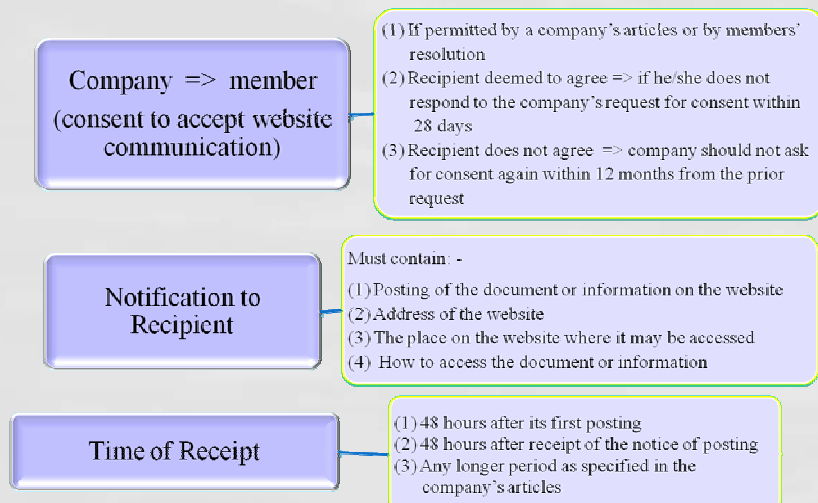 Company => member
(consent to accept website
communication)
(1) If permitted by a company's articles or by members'
resolution
(2) Recipient deemed to agree => if he/she does not
respond to the company's request for consent within
28 days
(3) Recipient does not agree => company should not ask
for consent again within 12 months from the prior
request
Notification to
Recipient
Must contain: -
(1) Posting of the document or information on the website
(2) Address of the website
(3) The place on the website where it may be accessed
(4) How to access the document or information
Time of Receipt
(1) 48 hours after its first posting
(2) 48 hours after receipt of the notice of posting
(3) Any longer period as specified in the
company's articles